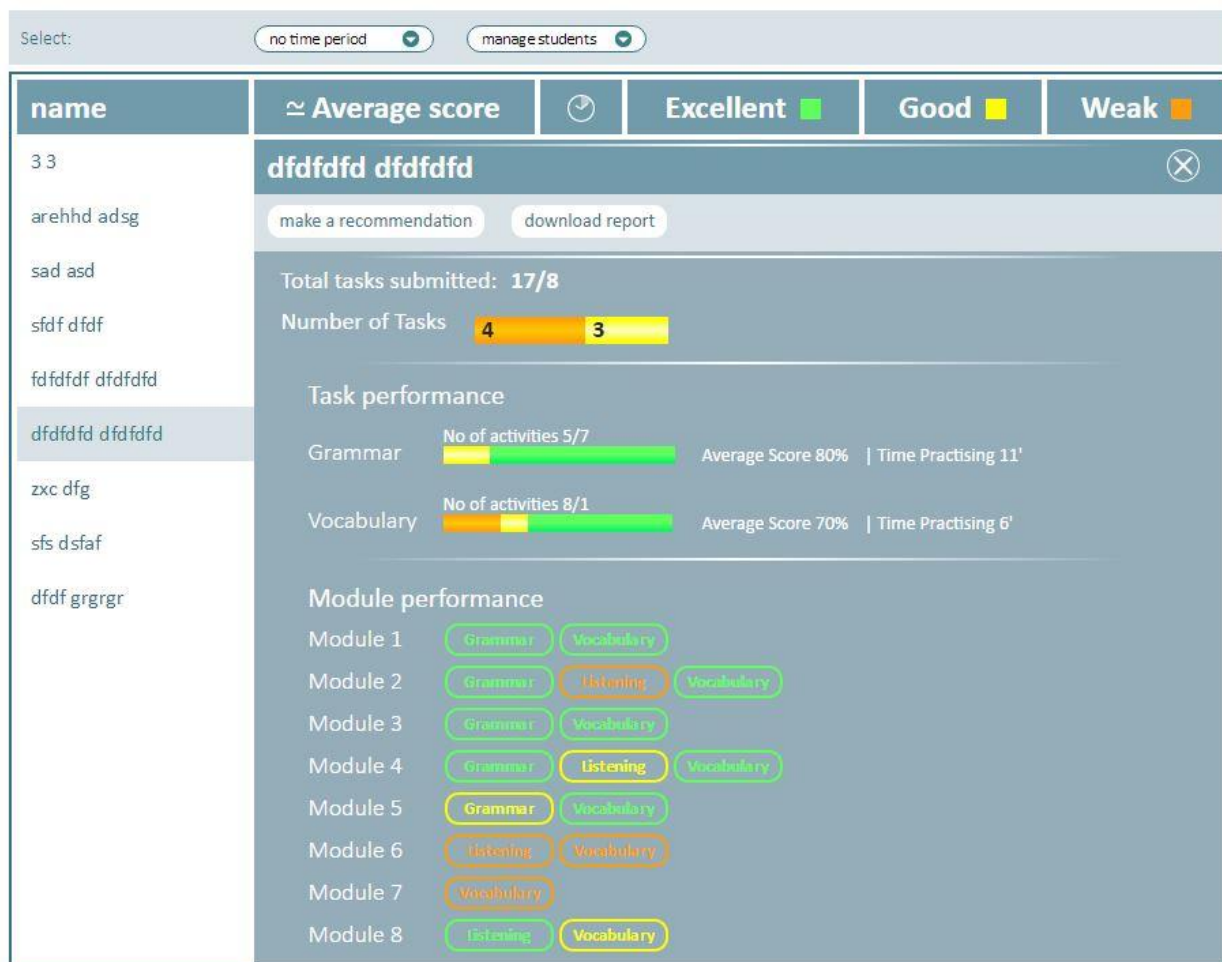 Select: no time period manage students
name ≃ Average score Excellent Good Weak
3 3
arehhd adsg
sad asd
sfdf dfdf
fdfdfdf dfdfdfd
dfdfdfd dfdfdfd
zxc dfg
sfs dsfaf
dfdf grgrgr
dfdfdfd dfdfdfd
make a recommendation download report
Total tasks submitted: 17/8
Number of Tasks 4 3
Task performance
No of activities 5/7
Grammar Average Score 80% | Time Practising 11'
No of activities 8/1
Vocabulary Average Score 70% | Time Practising 6'
Module performance
Module 1 Grammar Vocabulary
Module 2 Grammar Listening Vocabulary
Module 3 Grammar Vocabulary
Module 4 Grammar Listening Vocabulary
Module 5 Grammar Vocabulary
Module 6 Listening Vocabulary
Module 7 Vocabulary
Module 8 Listening Vocabulary